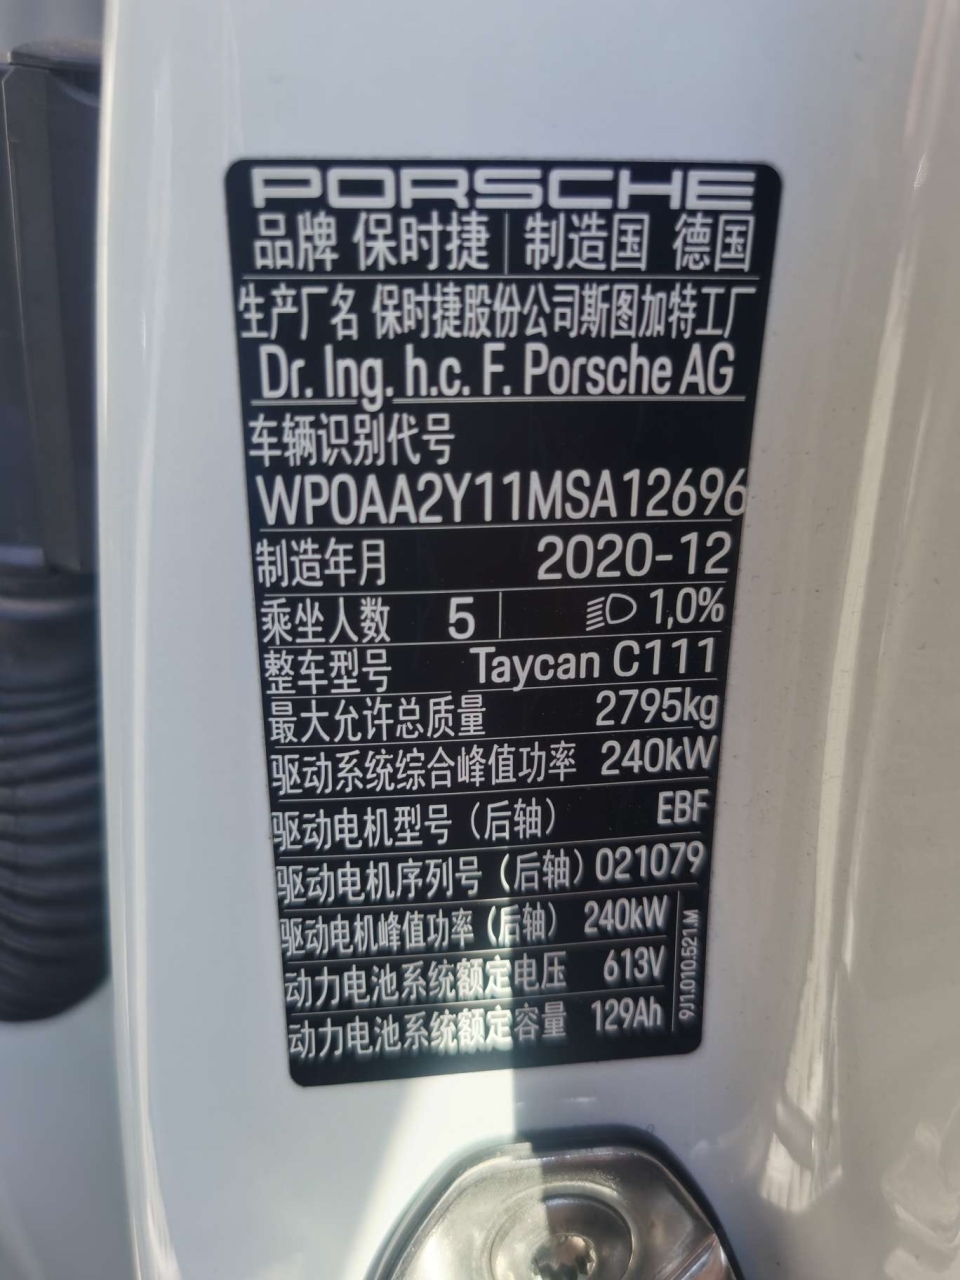 PORSCHE
品牌 保时捷 制造国 德国
生产厂名 保时捷股份公司斯图加特工厂
Dr. Ing. h.c. F. Porsche AG
车辆识别代号
WP0AA2Y11MSA12696
制造年月 2020-12
乘坐人数 5 1,0%
整车型号 Taycan C111
最大允许总质量 2795kg
驱动系统综合峰值功率 240kW
驱动电机型号（后轴） EBF
驱动电机序列号（后轴）021079
驱动电机峰值功率（后轴） 240kW
动力电池系统额定电压 613V
动力电池系统额定容量 129Ah
9J1.010.521.M